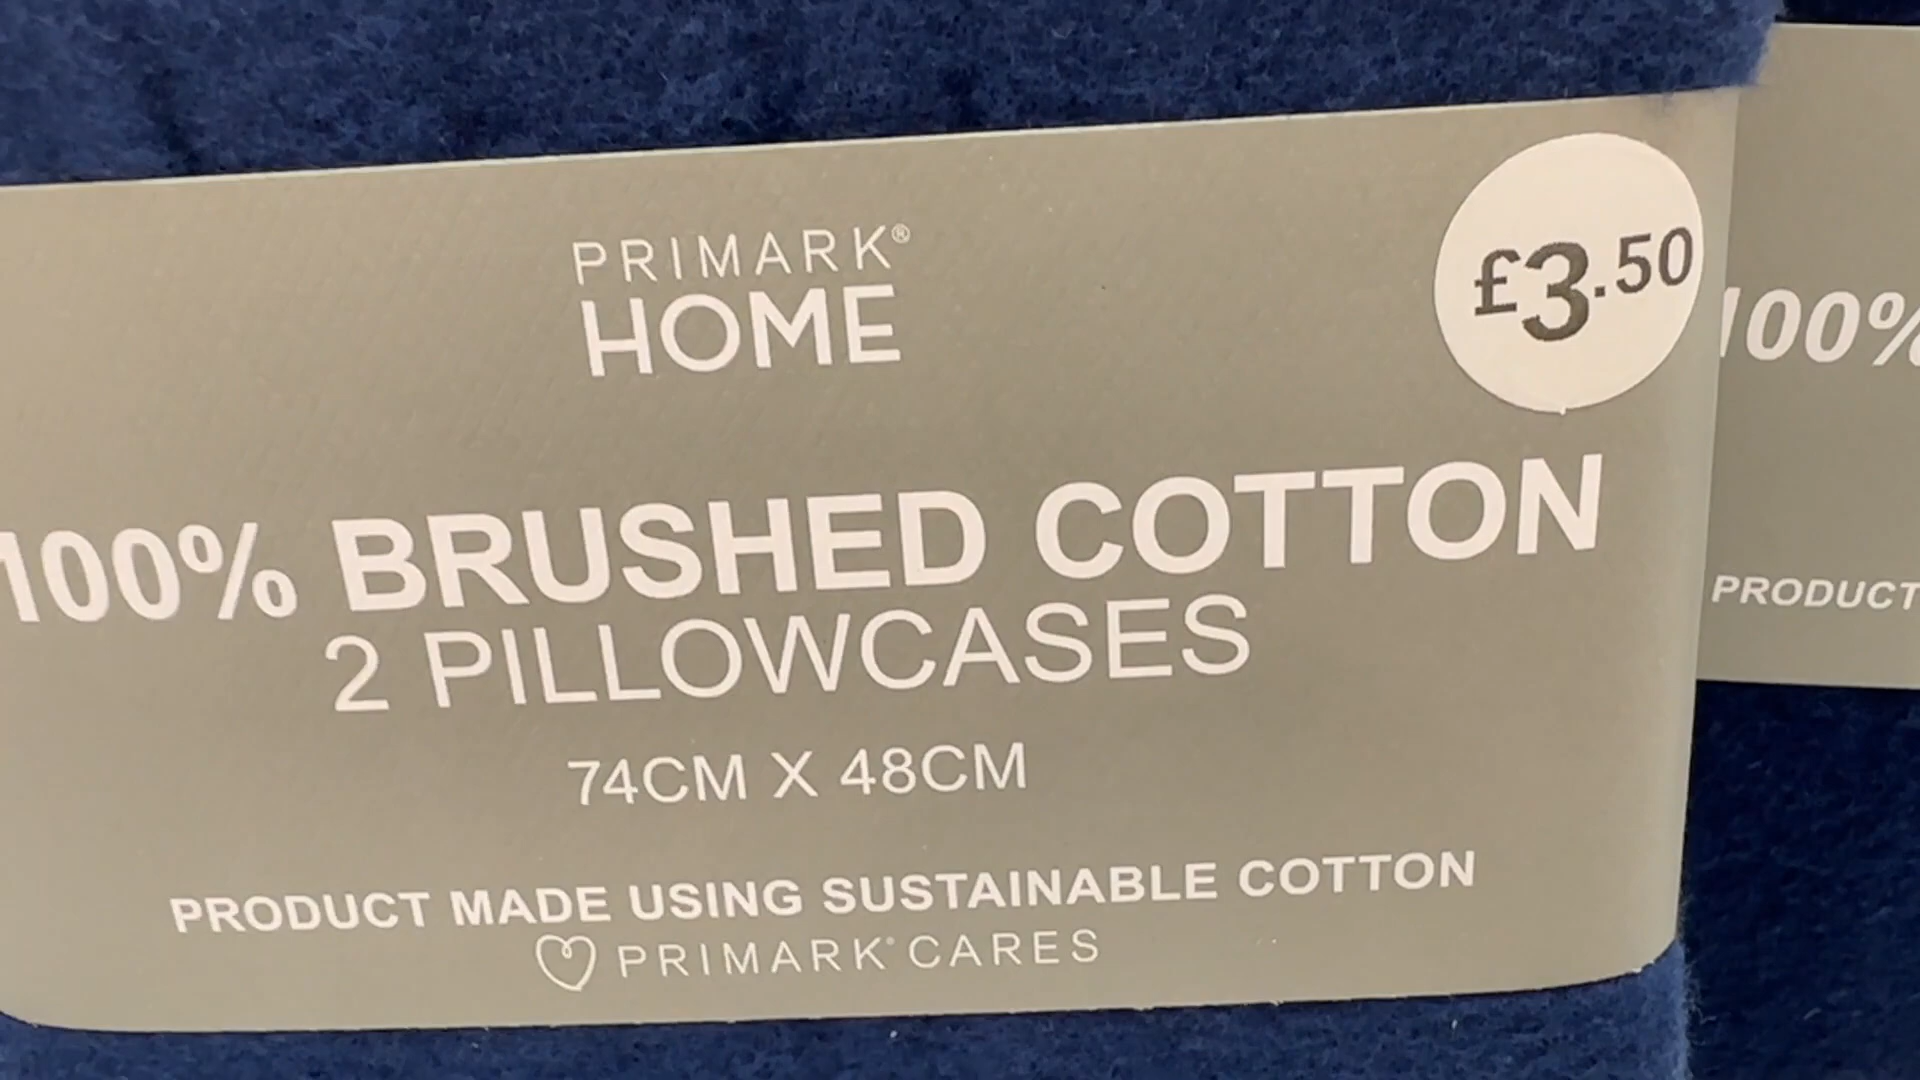 PRIMARK®
HOME
£3.50
100% BRUSHED COTTON
2 PILLOWCASES
74CM X 48CM
PRODUCT MADE USING SUSTAINABLE COTTON
PRIMARK® CARES
100%
PRODUCT